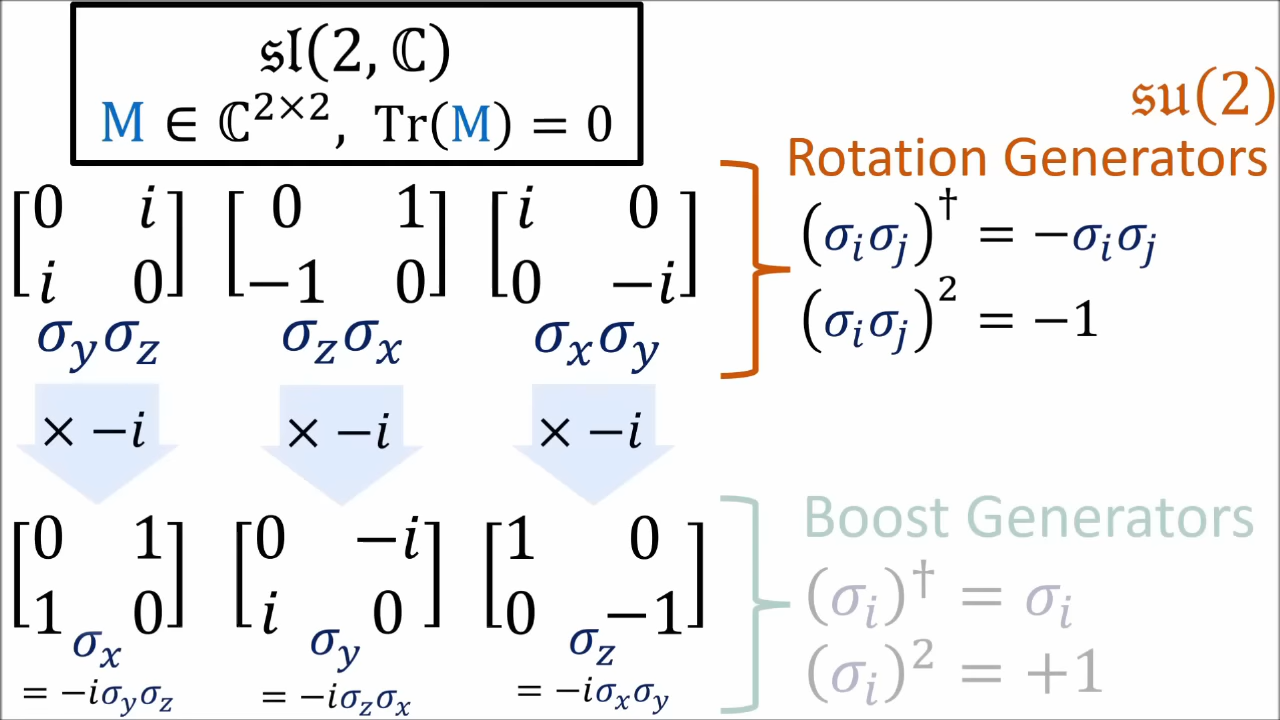 𝔰𝔩(2, ℂ)
M ∈ ℂ^{2×2}, Tr(M) = 0
𝔰𝔲(2)
Rotation Generators
[0 i; i 0] [0 1; −1 0] [i 0; 0 −i]
σ_yσ_z σ_zσ_x σ_xσ_y
(σ_iσ_j)^† = −σ_iσ_j
(σ_iσ_j)^2 = −1
× −i × −i × −i
[0 1; 1 0] [0 −i; i 0] [1 0; 0 −1]
σ_x σ_y σ_z
= −iσ_yσ_z = −iσ_zσ_x = −iσ_xσ_y
Boost Generators
(σ_i)^† = σ_i
(σ_i)^2 = +1